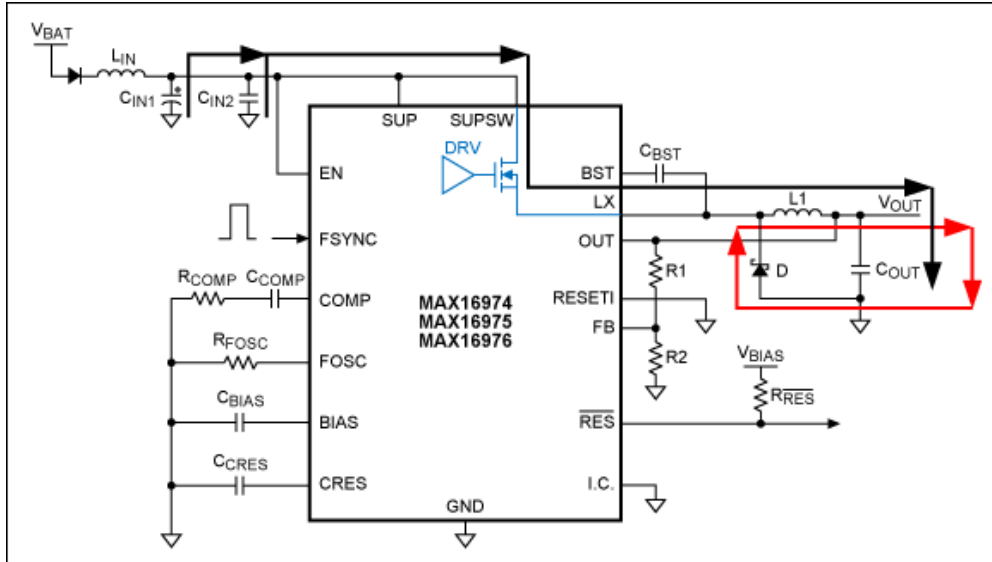 VBAT
LIN
CIN1
+
CIN2
SUP
SUPSW
DRV
CBST
BST
EN
LX
L1
VOUT
OUT
FSYNC
R1
D
COUT
RCOMP
CCOMP
COMP
MAX16974
MAX16975
MAX16976
RESETI
FB
RFOSC
FOSC
R2
VBIAS
RRES
CBIAS
BIAS
RES
CCRES
CRES
I.C.
GND